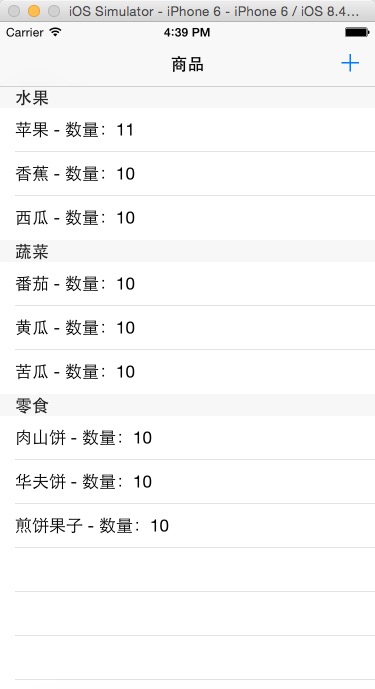 iOS Simulator - iPhone 6 - iPhone 6 / iOS 8.4...
Carrier 4:39 PM
商品 +
水果
苹果 - 数量：11
香蕉 - 数量：10
西瓜 - 数量：10
蔬菜
番茄 - 数量：10
黄瓜 - 数量：10
苦瓜 - 数量：10
零食
肉山饼 - 数量：10
华夫饼 - 数量：10
煎饼果子 - 数量：10